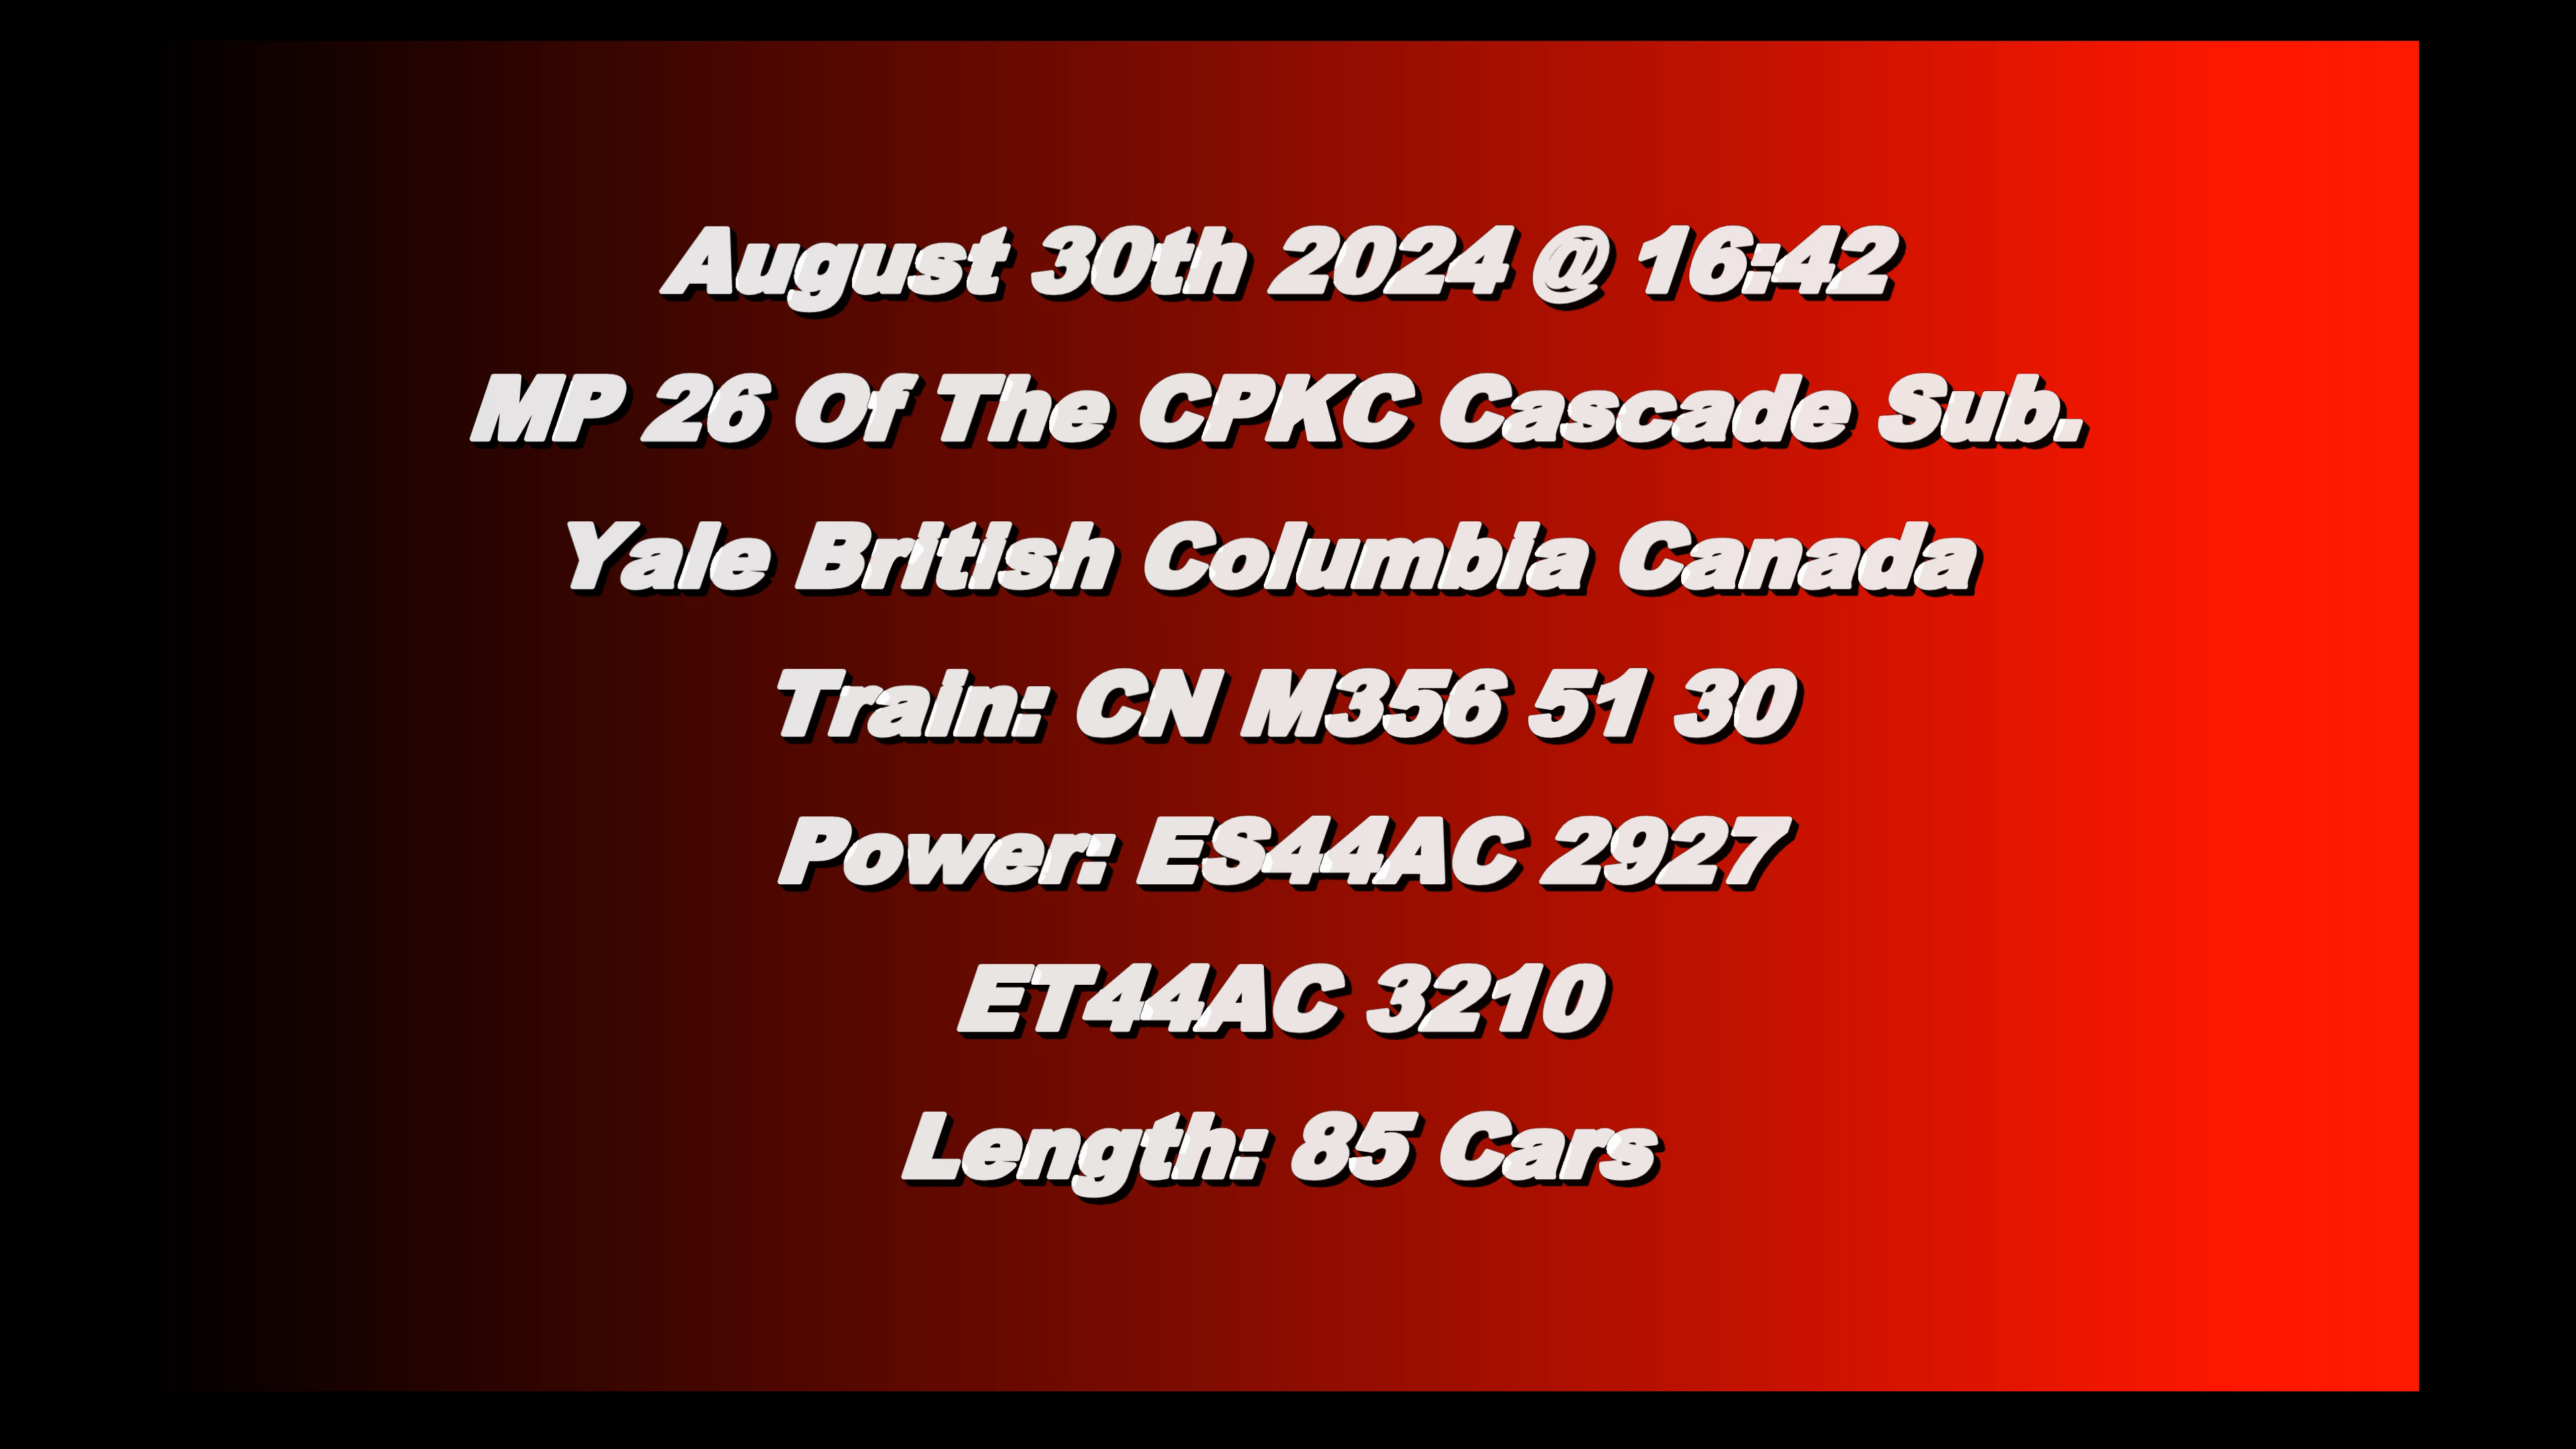 August 30th 2024 @ 16:42
MP 26 Of The CPKC Cascade Sub.
Yale British Columbia Canada
Train: CN M356 51 30
Power: ES44AC 2927
ET44AC 3210
Length: 85 Cars